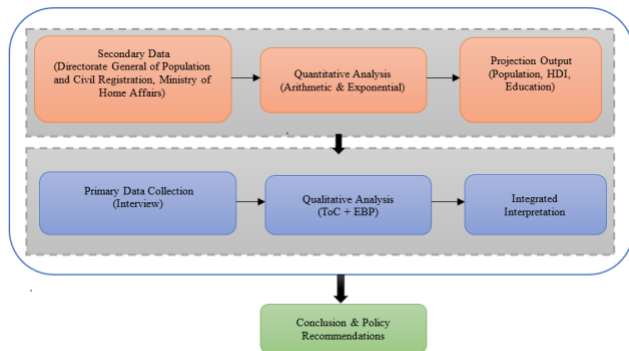 Secondary Data
(Directorate General of Population
and Civil Registration, Ministry of
Home Affairs)
Quantitative Analysis
(Arithmetic & Exponential)
Projection Output
(Population, HDI,
Education)
Primary Data Collection
(Interview)
Qualitative Analysis
(ToC + EBP)
Integrated
Interpretation
Conclusion & Policy
Recommendations